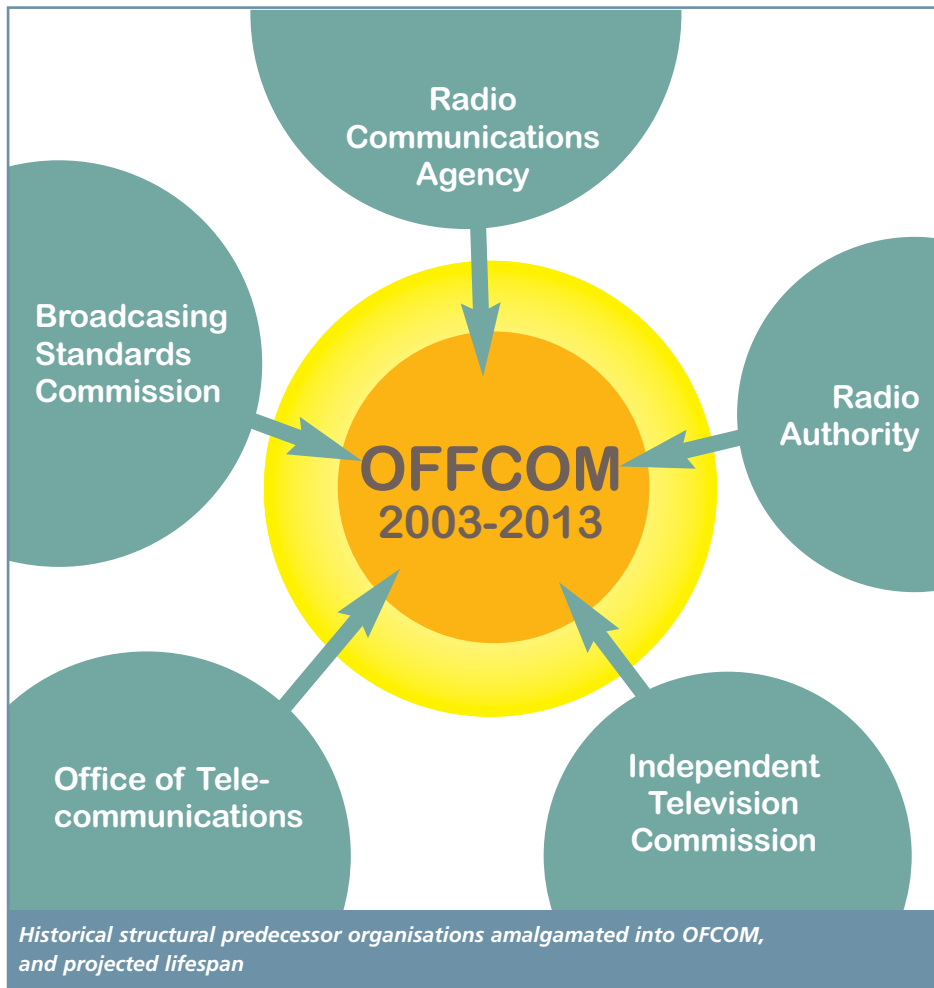 Radio
Communications
Agency
Broadcasing
Standards
Commission
Radio
Authority
OFFCOM
2003-2013
Office of Tele-
communications
Independent
Television
Commission
Historical structural predecessor organisations amalgamated into OFCOM,
and projected lifespan